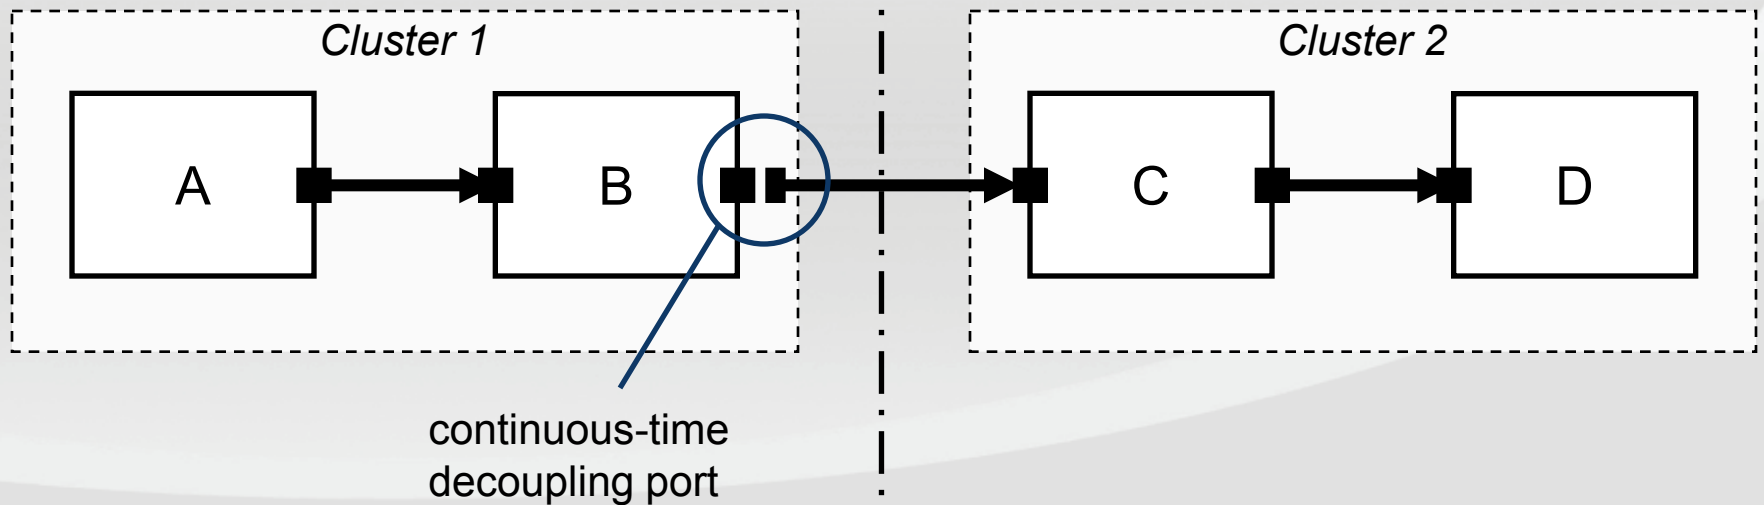 Cluster 1
Cluster 2
A
B
C
D
continuous-time
decoupling port